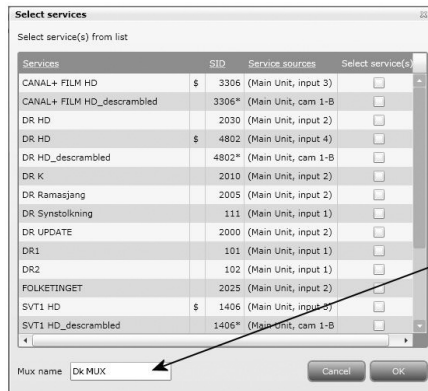 Select services
Select service(s) from list
Services SID Service sources Select service(s)
CANAL+ FILM HD $ 3306 (Main Unit, input 3)
CANAL+ FILM HD_descrambled 3306* (Main Unit, cam 1-B
DR HD 2030 (Main Unit, input 2)
DR HD $ 4802 (Main Unit, input 4)
DR HD_descrambled 4802* (Main Unit, cam 1-B
DR K 2010 (Main Unit, input 2)
DR Ramasjang 2005 (Main Unit, input 2)
DR Synstolkning 111 (Main Unit, input 1)
DR UPDATE 2000 (Main Unit, input 2)
DR1 101 (Main Unit, input 1)
DR2 102 (Main Unit, input 1)
FOLKETINGET 2025 (Main Unit, input 2)
SVT1 HD $ 1406 (Main Unit, input 3)
SVT1 HD_descrambled 1406* (Main Unit, cam 1-B
Mux name Dk MUX Cancel OK